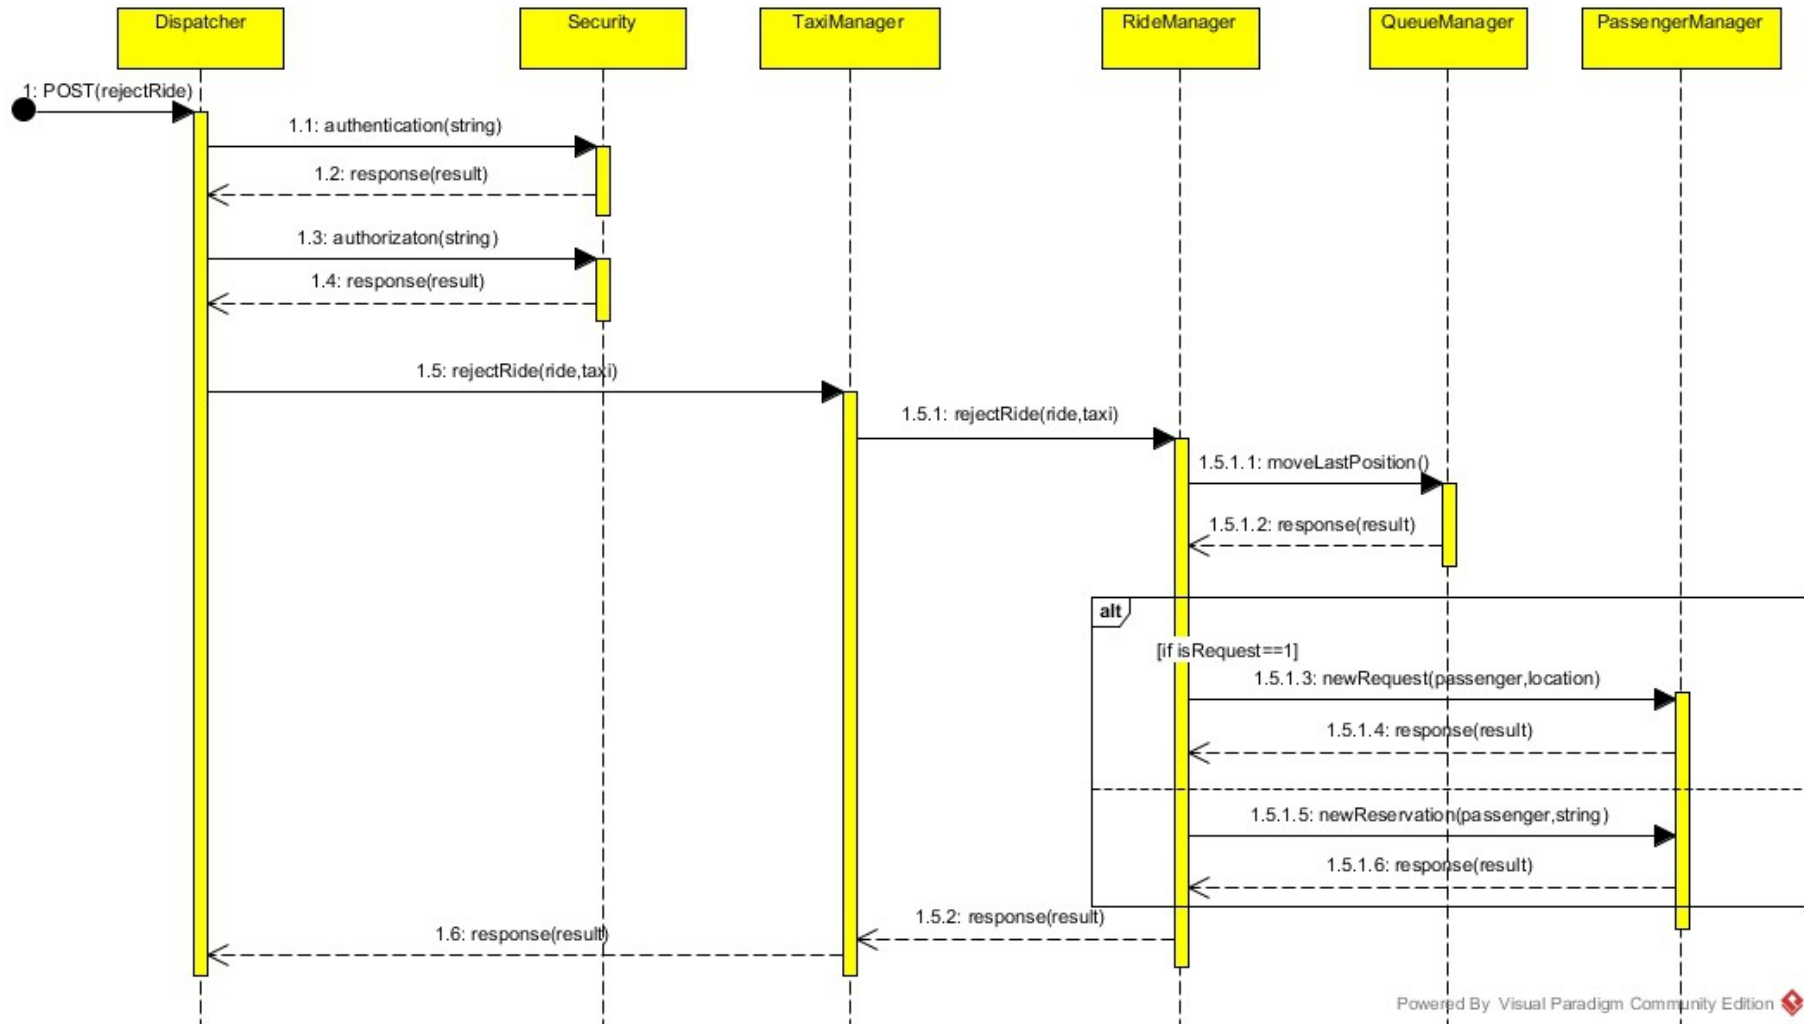 Dispatcher
Security
TaxiManager
RideManager
QueueManager
PassengerManager
1: POST(rejectRide)
1.1: authentication(string)
1.2: response(result)
1.3: authorizaton(string)
1.4: response(result)
1.5: rejectRide(ride,taxi)
1.5.1: rejectRide(ride,taxi)
1.5.1.1: moveLastPosition()
1.5.1.2: response(result)
alt
[if isRequest==1]
1.5.1.3: newRequest(passenger,location)
1.5.1.4: response(result)
1.5.1.5: newReservation(passenger,string)
1.5.1.6: response(result)
1.5.2: response(result)
1.6: response(result)
Powered By Visual Paradigm Community Edition